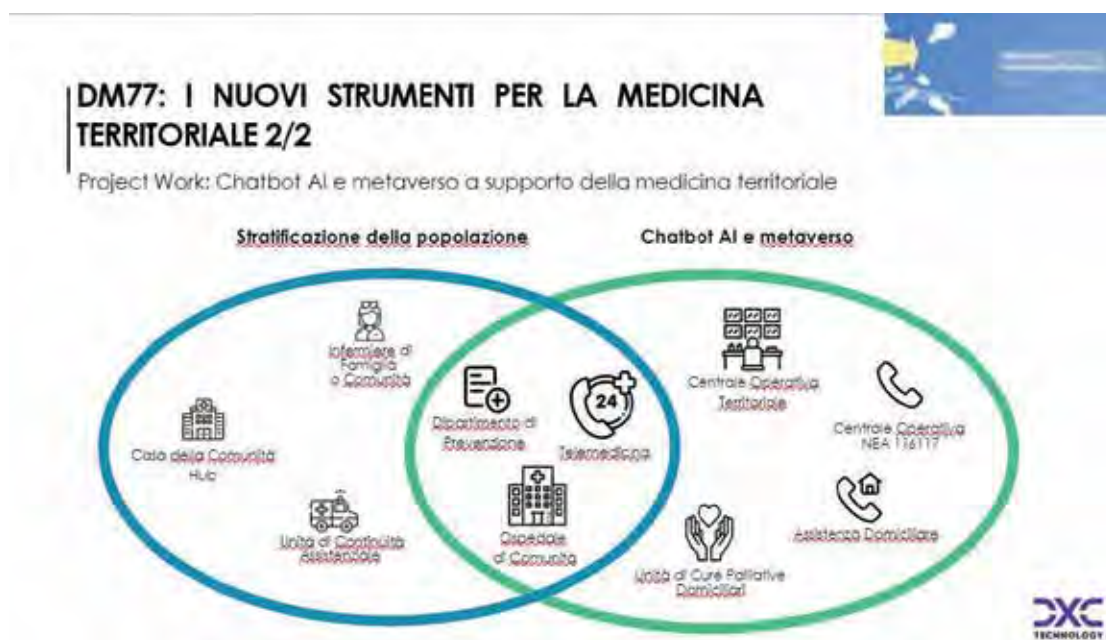 DM77: I NUOVI STRUMENTI PER LA MEDICINA
TERRITORIALE 2/2
Project Work: Chatbot AI e metaverso a supporto della medicina territoriale
Stratificazione della popolazione
Chatbot AI e metaverso
Infermiere di
Famiglia
o Comunità
Casa della Comunità
Hub
Unità di Continuità
Assistenziale
Dipartimento di
Prevenzione
24
Telemedicina
Ospedale
di Comunità
Centrale Operativa
Territoriale
Centrale Operativa
NEA 116117
Assistenza Domiciliare
Unità di Cure Palliative
Domiciliari
DXC
TECHNOLOGY